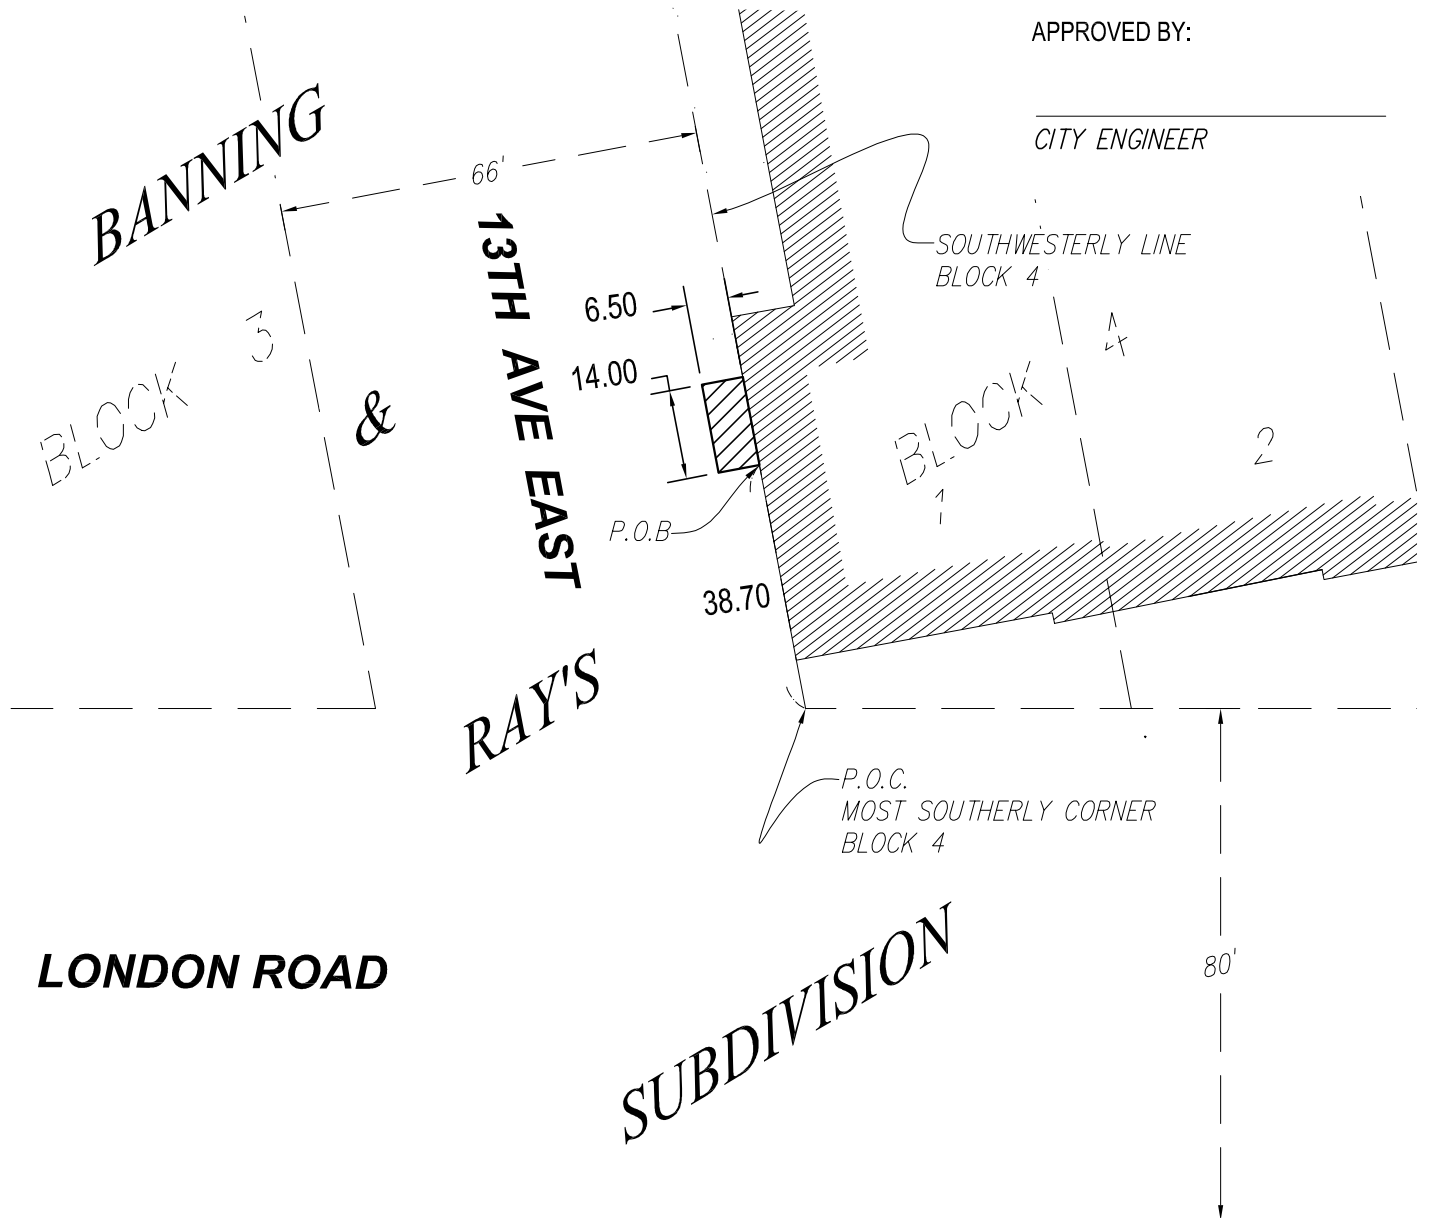 APPROVED BY:
CITY ENGINEER
BANNING
66'
13TH AVE EAST
SOUTHWESTERLY LINE
BLOCK 4
6.50
14.00
BLOCK 3
&
BLOCK 4
1
2
P.O.B
38.70
RAY'S
P.O.C.
MOST SOUTHERLY CORNER
BLOCK 4
LONDON ROAD
80'
SUBDIVISION